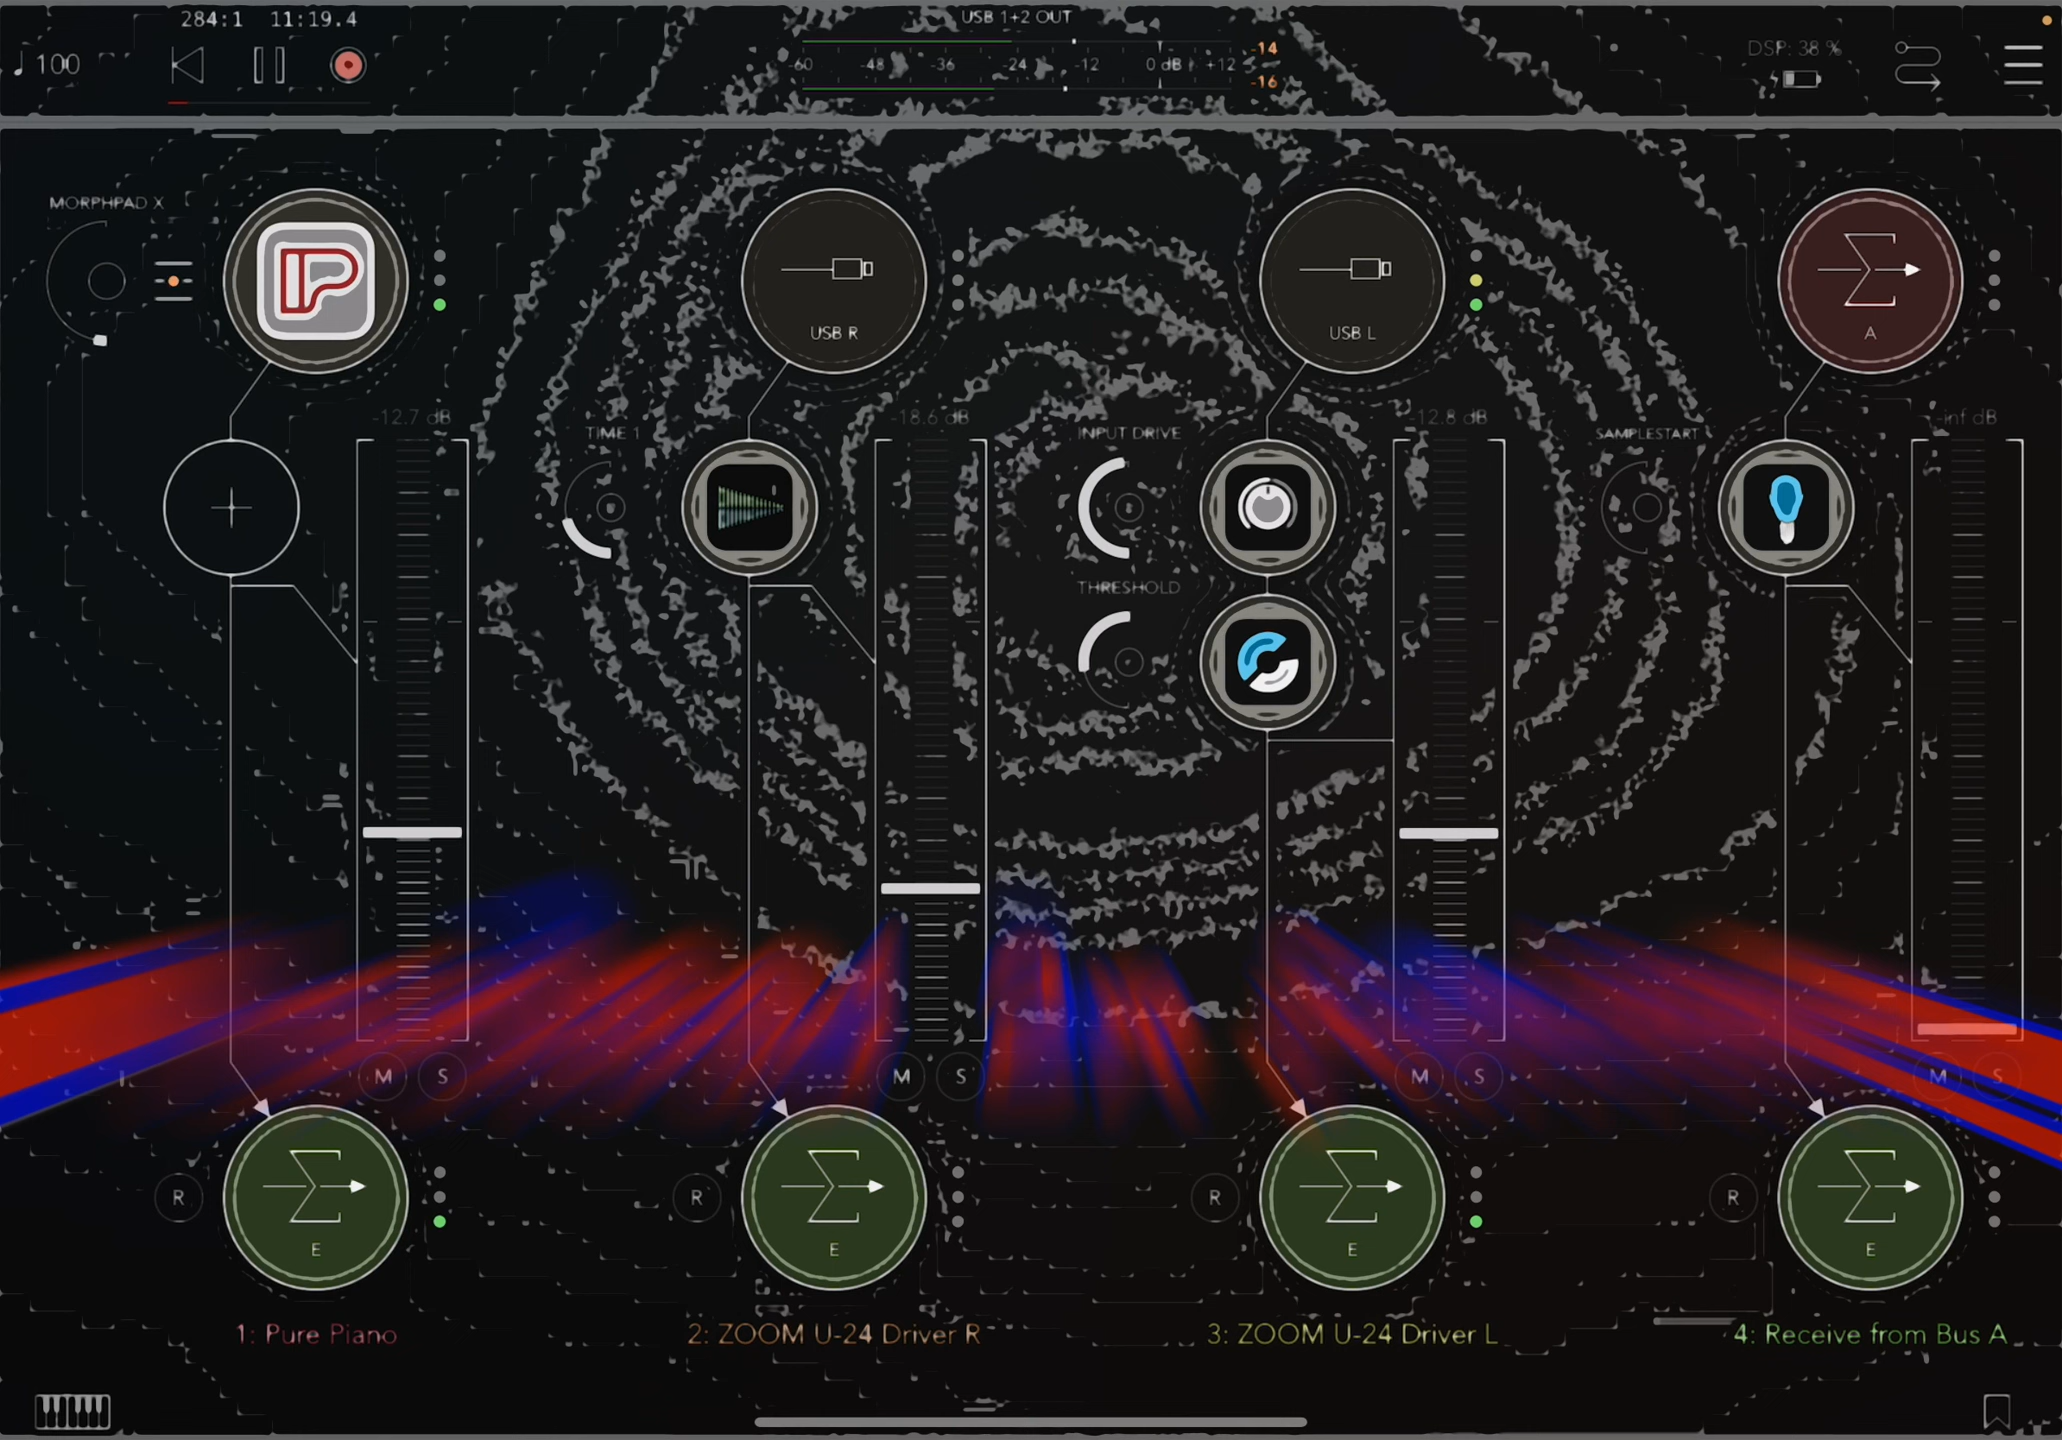 284:1 11:19.4
USB 1+2 OUT
100
-60 -48 -36 -24 -12 0 dB +12
-14
-16
DSP: 38 %
MORPHPAD X
USB R
USB L
A
-12.7 dB
-18.6 dB
-12.8 dB
-inf dB
TIME 1
INPUT DRIVE
SAMPLESTART
THRESHOLD
M S
M S
M S
M S
R
R
R
R
E
E
E
E
1: Pure Piano
2: ZOOM U-24 Driver R
3: ZOOM U-24 Driver L
4: Receive from Bus A